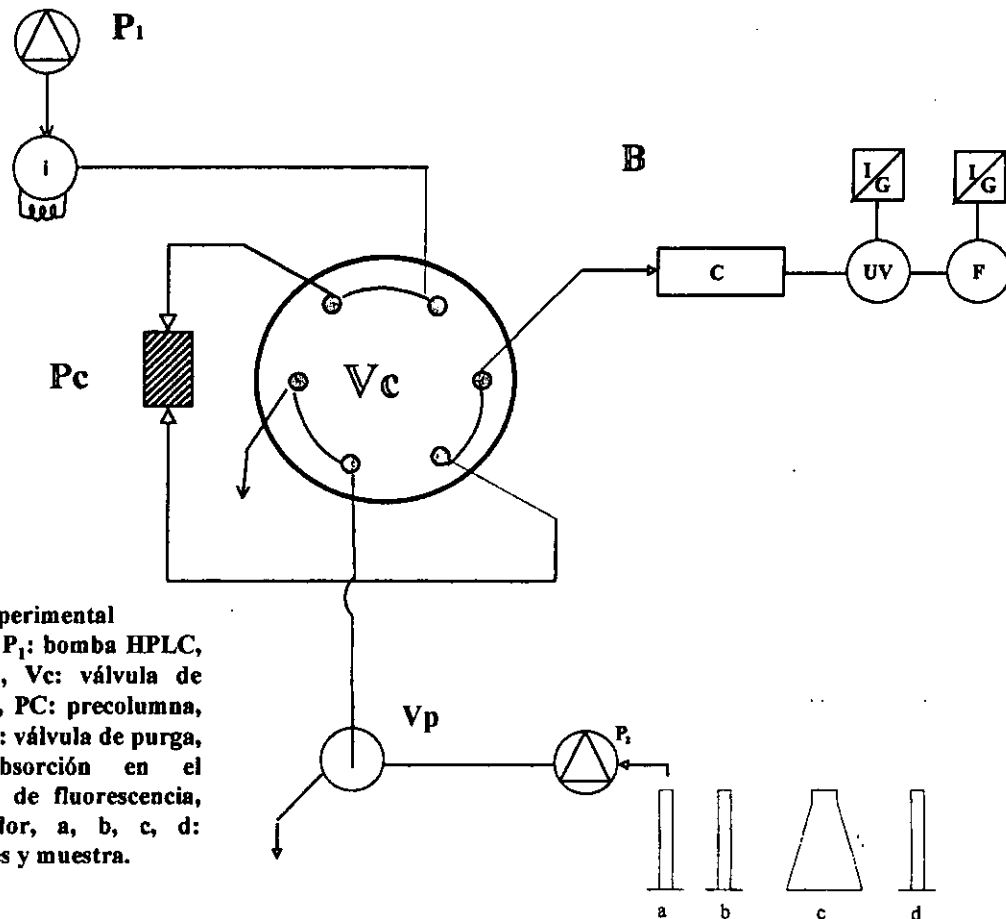 P1
i
B
I G
I G
C
UV
F
Pc
Vc
perimental
P₁: bomba HPLC,
, Vc: válvula de
, PC: precolumna,
: válvula de purga,
bsorción en el
de fluorescencia,
lor, a, b, c, d:
s y muestra.
Vp
P₂
a b c d